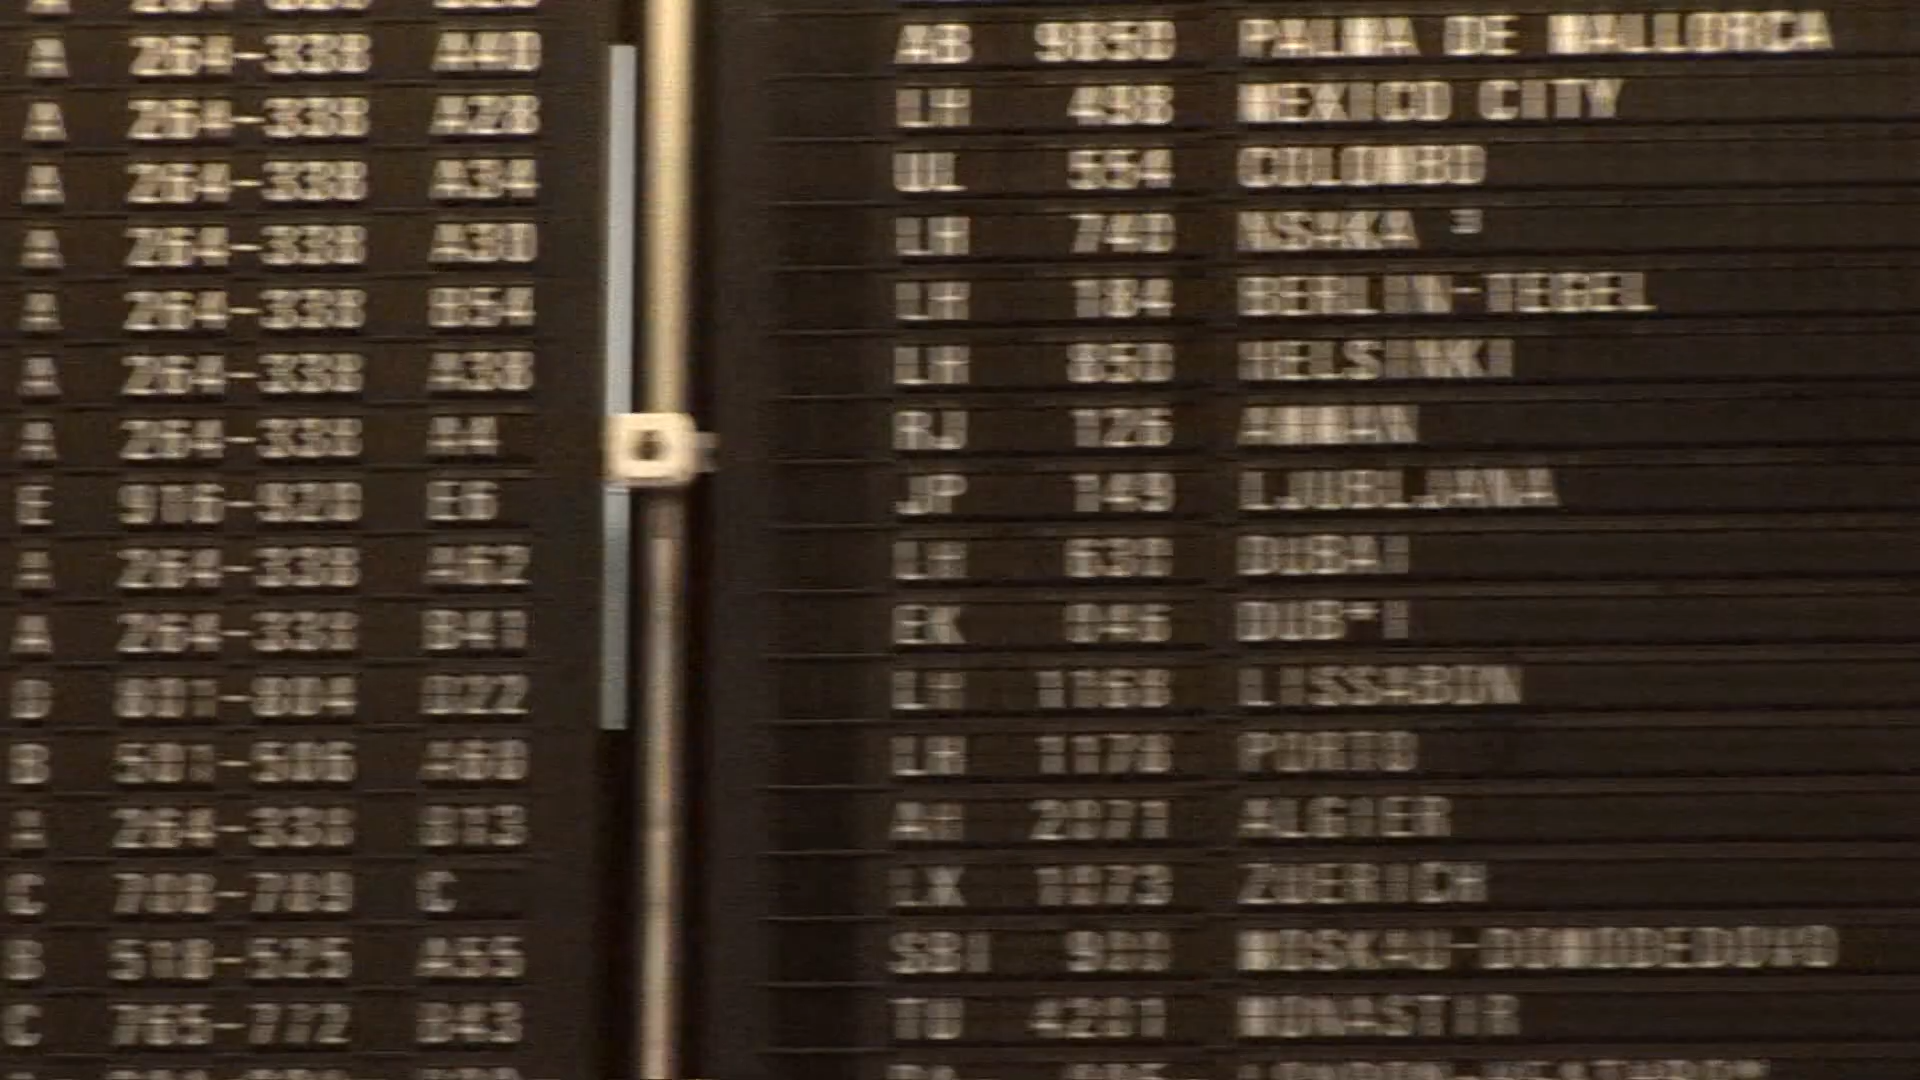 A 264-338 A40
A 264-338 A28
A 264-338 A34
A 264-338 A30
A 264-338 B54
A 264-338 A38
A 264-338 A4
E 916-920 E6
A 264-338 A62
A 264-338 B41
D 801-804 D22
B 501-506 A60
A 264-338 B13
C 708-709 C
B 518-525 A55
C 765-772 B43
AB 9850 PALMA DE MALLORCA
LH 498 MEXICO CITY
UL 554 COLOMBO
LH 740
LH 184 BERLIN-TEGEL
LH 850 HELSINKI
RJ 126 AMMAN
JP 149 LJUBLJANA
LH 630 DUBAI
EK 046
LH 1168 LISSABON
LH 1178 PORTO
AH 2071 ALGIER
LX 1073 ZUERICH
SBI MOSKAU-DOMODEDOVO
TU 4201 MONASTIR